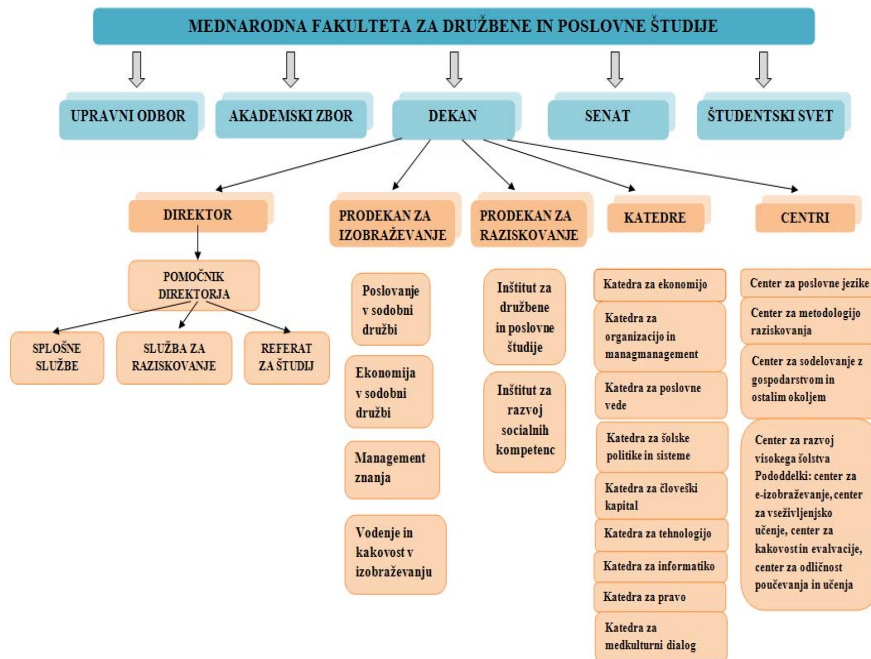 MEDNARODNA FAKULTETA ZA DRUŽBENE IN POSLOVNE ŠTUDIJE
UPRAVNI ODBOR
AKADEMSKI ZBOR
DEKAN
SENAT
ŠTUDENTSKI SVET
DIREKTOR
PRODEKAN ZA
IZOBRAŽEVANJE
PRODEKAN ZA
RAZISKOVANJE
KATEDRE
CENTRI
POMOČNIK
DIREKTORJA
SPLOŠNE
SLUŽBE
SLUŽBA ZA
RAZISKOVANJE
REFERAT
ZA ŠTUDIJ
Poslovanje
v sodobni
družbi
Ekonomija
v sodobni
družbi
Management
znanja
Vodenje in
kakovost v
izobraževanju
Inštitut za
družbene
in poslovne
študije
Inštitut za
razvoj
socialnih
kompetenc
Katedra za ekonomijo
Katedra za
organizacijo in
managmanagement
Katedra za poslovne
vede
Katedra za šolske
politike in sisteme
Katedra za človeški
kapital
Katedra za tehnologijo
Katedra za informatiko
Katedra za pravo
Katedra za
medkulturni dialog
Center za poslovne jezike
Center za metodologijo
raziskovanja
Center za sodelovanje z
gospodarstvom in
ostalim okoljem
Center za razvoj
visokega šolstva
Pododdelki: center za
e-izobraževanje, center
za vseživljenjsko
učenje, center za
kakovost in evalvacije,
center za odličnost
poučevanja in učenja